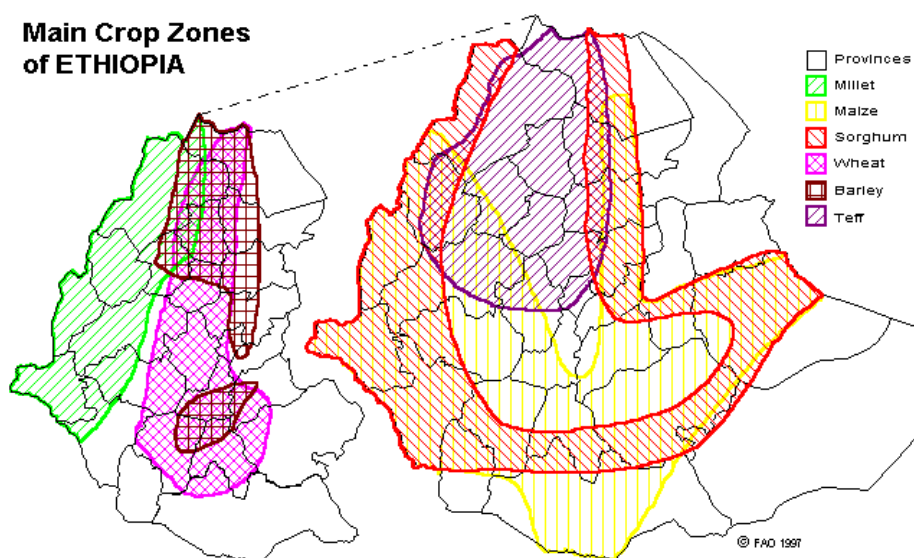 Main Crop Zones
of ETHIOPIA
Provinces
Millet
Maize
Sorghum
Wheat
Barley
Teff
© FAO 1997